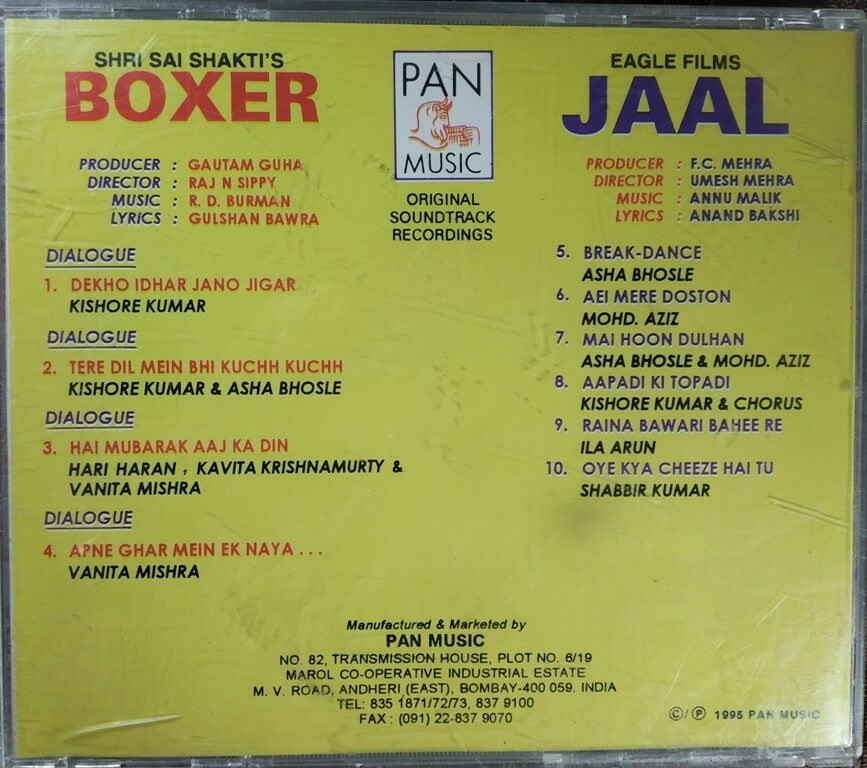 SHRI SAI SHAKTI'S
BOXER
PRODUCER : GAUTAM GUHA
DIRECTOR : RAJ N SIPPY
MUSIC : R. D. BURMAN
LYRICS : GULSHAN BAWRA
DIALOGUE
1. DEKHO IDHAR JANO JIGAR
KISHORE KUMAR
DIALOGUE
2. TERE DIL MEIN BHI KUCHH KUCHH
KISHORE KUMAR & ASHA BHOSLE
DIALOGUE
3. HAI MUBARAK AAJ KA DIN
HARI HARAN , KAVITA KRISHNAMURTY &
VANITA MISHRA
DIALOGUE
4. APNE GHAR MEIN EK NAYA . . .
VANITA MISHRA
PAN
MUSIC
ORIGINAL
SOUNDTRACK
RECORDINGS
EAGLE FILMS
JAAL
PRODUCER : F.C. MEHRA
DIRECTOR : UMESH MEHRA
MUSIC : ANNU MALIK
LYRICS : ANAND BAKSHI
5. BREAK-DANCE
ASHA BHOSLE
6. AEI MERE DOSTON
MOHD. AZIZ
7. MAI HOON DULHAN
ASHA BHOSLE & MOHD. AZIZ
8. AAPADI KI TOPADI
KISHORE KUMAR & CHORUS
9. RAINA BAWARI BAHEE RE
ILA ARUN
10. OYE KYA CHEEZE HAI TU
SHABBIR KUMAR
Manufactured & Marketed by
PAN MUSIC
NO. 82, TRANSMISSION HOUSE, PLOT NO. 6/19
MAROL CO-OPERATIVE INDUSTRIAL ESTATE
M. V. ROAD, ANDHERI (EAST), BOMBAY-400 059. INDIA
TEL: 835 1871/72/73, 837 9100
FAX : (091) 22-837 9070
©/℗ 1995 PAN MUSIC